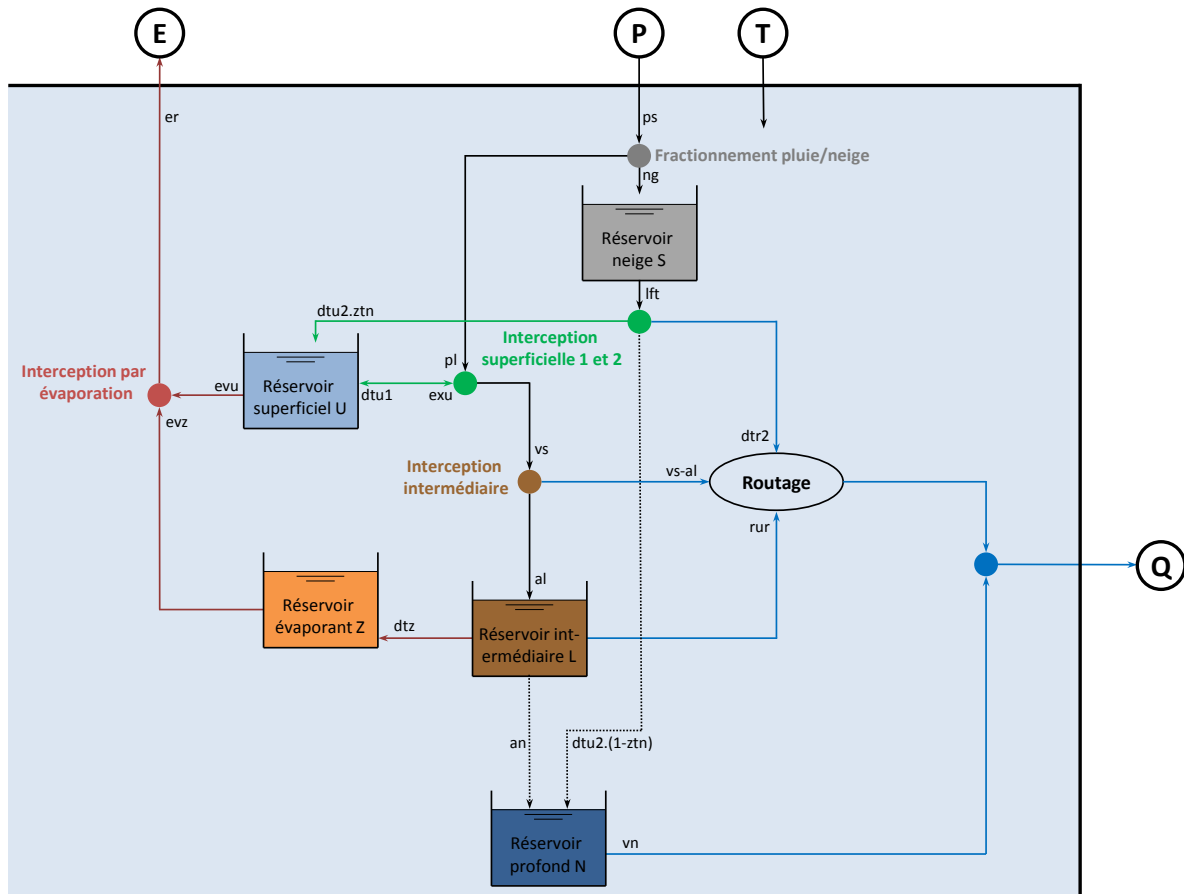 E
P
T
er
ps
Fractionnement pluie/neige
ng
Réservoir
neige S
lft
dtu2.ztn
Interception
superficielle 1 et 2
pl
Interception par
évaporation
evu
evz
Réservoir
superficiel U
dtu1
exu
vs
dtr2
Interception
intermédiaire
vs-al
Routage
rur
Q
al
Réservoir
évaporant Z
dtz
Réservoir int-
ermédiaire L
an
dtu2.(1-ztn)
Réservoir
profond N
vn